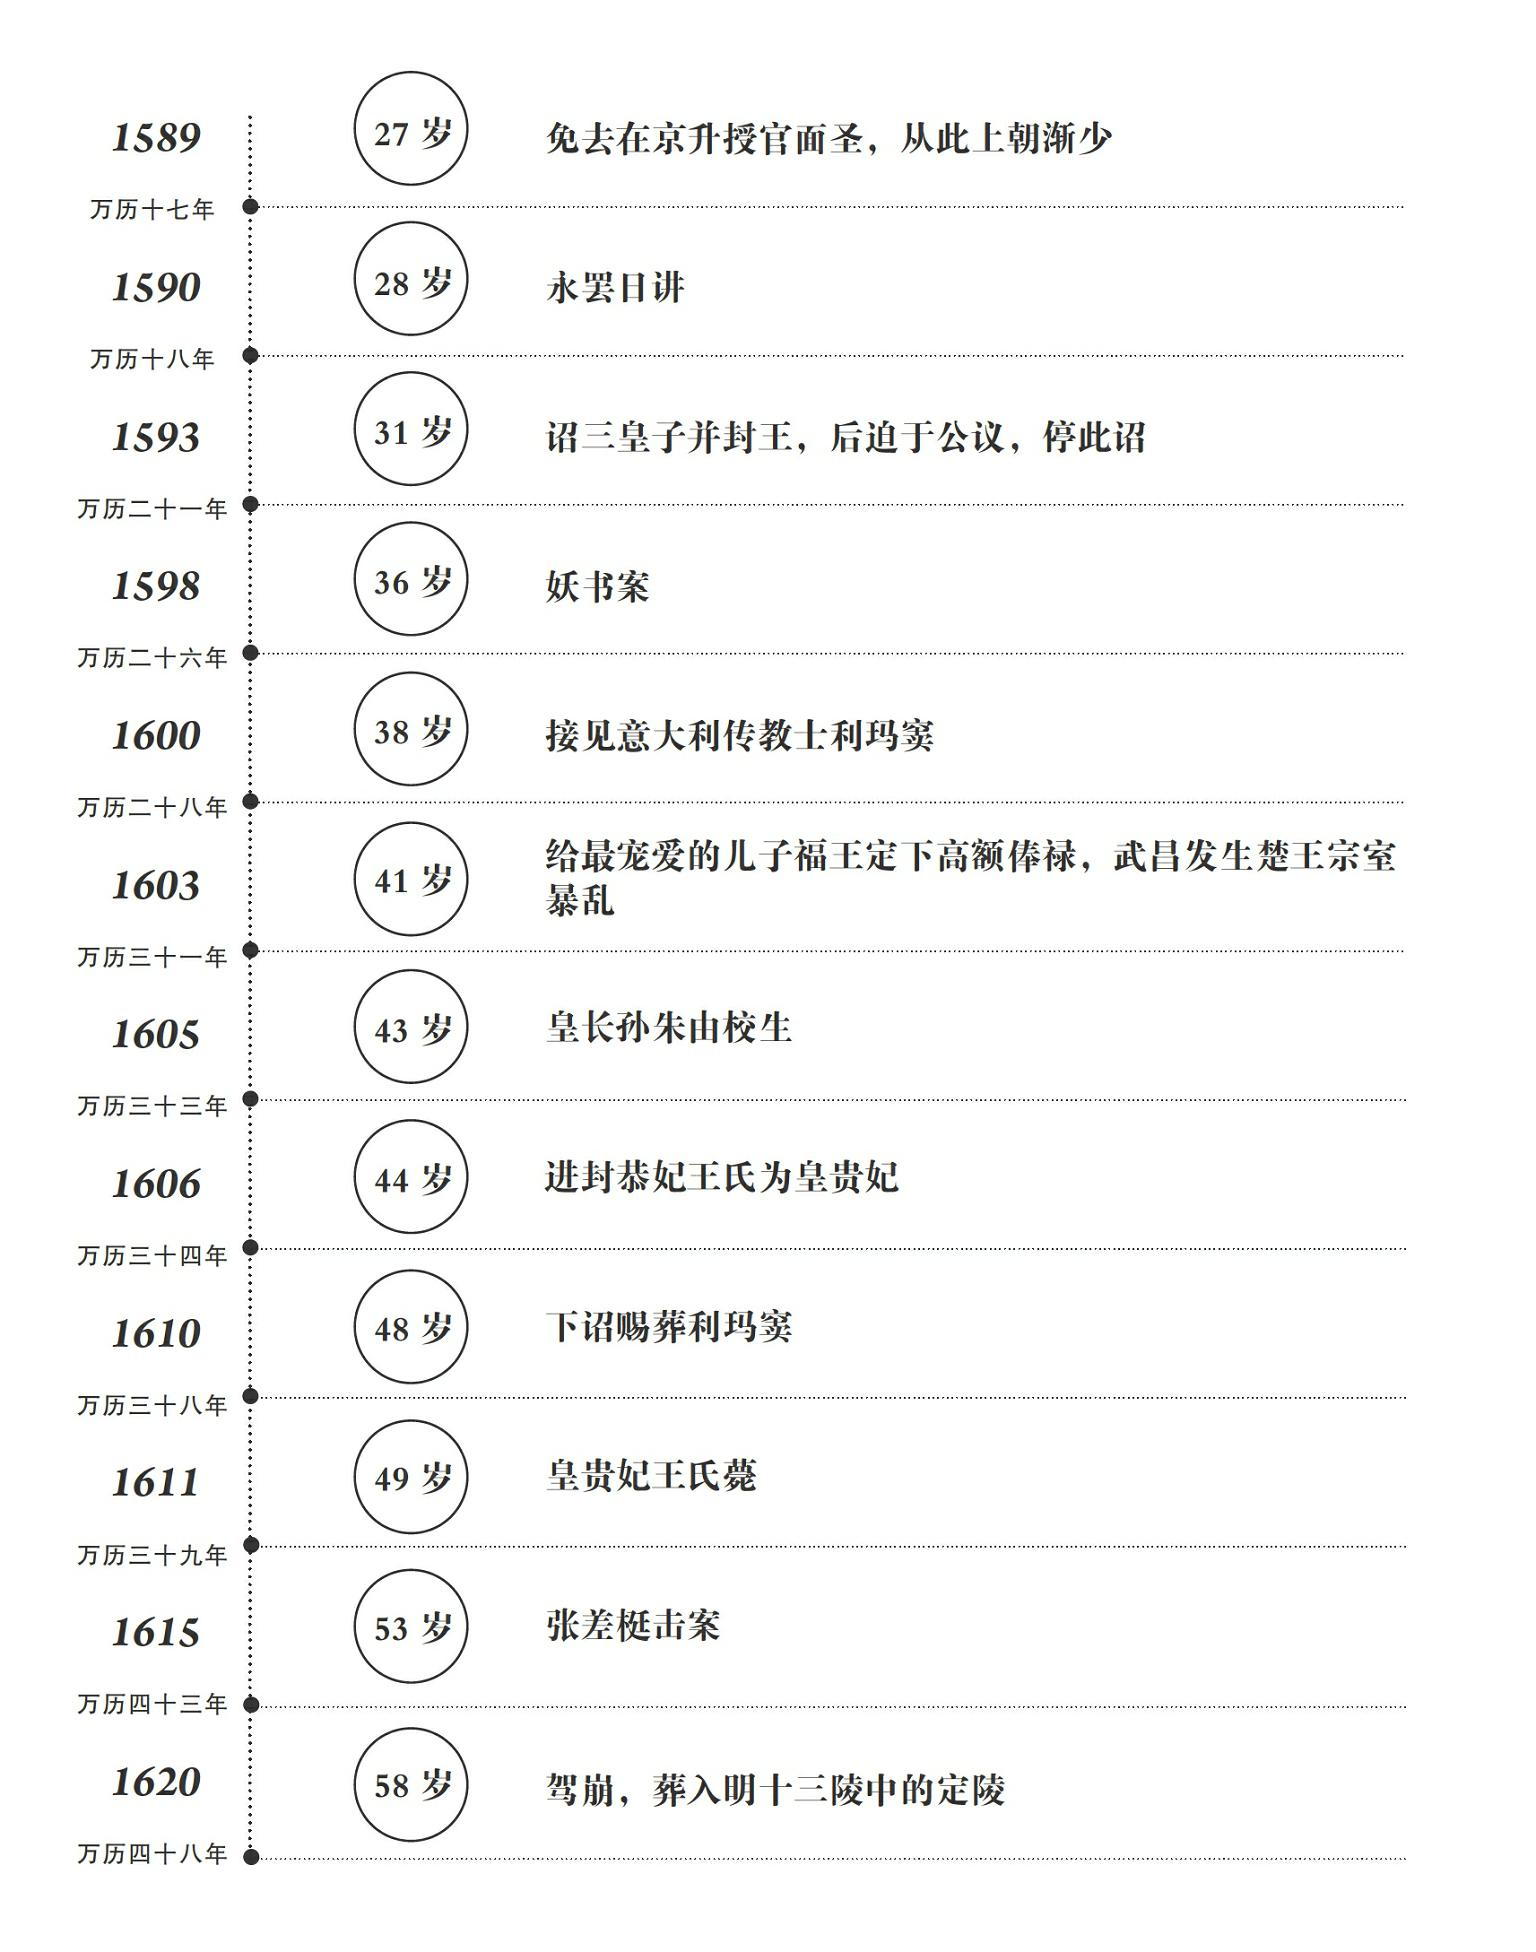 1589
27 岁
免去在京升授官面圣，从此上朝渐少
万历十七年
1590
28 岁
永罢日讲
万历十八年
1593
31 岁
诏三皇子并封王，后迫于公议，停此诏
万历二十一年
1598
36 岁
妖书案
万历二十六年
1600
38 岁
接见意大利传教士利玛窦
万历二十八年
1603
41 岁
给最宠爱的儿子福王定下高额俸禄，武昌发生楚王宗室
暴乱
万历三十一年
1605
43 岁
皇长孙朱由校生
万历三十三年
1606
44 岁
进封恭妃王氏为皇贵妃
万历三十四年
1610
48 岁
下诏赐葬利玛窦
万历三十八年
1611
49 岁
皇贵妃王氏薨
万历三十九年
1615
53 岁
张差梃击案
万历四十三年
1620
58 岁
驾崩，葬入明十三陵中的定陵
万历四十八年